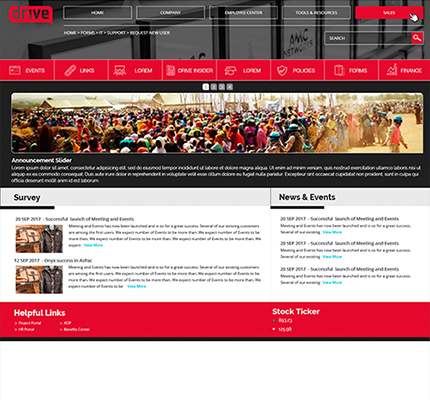 drive
HOME COMPANY EMPLOYEE CENTER TOOLS & RESOURCES SALES
HOME > FORMS > IT > SUPPORT > REQUEST NEW USER
SEARCH
AMC
NETWORKS
EVENTS LINKS LOREM DRIVE INSIDER LOREM POLICIES FORMS FINANCE
1 2 3 4
Announcement Slider
Lorem ipsum dolor sit amet, consectetur adipiscing elit, sed do eiusmod tempor incididunt ut labore et dolore magna aliqua. Ut enim ad minim veniam, quis nostrud exercitation ullamco laboris nisi ut aliquip
ex ea commodo consequat. Duis aute irure dolor in reprehenderit in voluptate velit esse cillum dolore eu fugiat nulla pariatur. Excepteur sint occaecat cupidatat non proident, sunt in culpa qui
officia deserunt mollit anim id est laborum
Survey
20 SEP 2017 - Successful launch of Meeting and Events
Meeting and Events has now been launched and is so far a great success. Several of our existing customers
are among the first users. We expect number of Events to be more than. We expect number of Events to be
more than. We expect number of Events to be more than. We expect number of Events to be more than. We
expect View More
12 SEP 2017 - Onyx success in AsPac
Meeting and Events has now been launched and is so far a great success. Several of our existing customers
are among the first users. We expect number of Events to be more than. We expect number of Events to be
more than. We expect number of Events to be more than. We expect number of Events to be more than. We
expect number of Events to be View More
News & Events
20 SEP 2017 - Successful launch of Meeting and Events
Meeting and Events has now been launched and is so far a great success.
Several of our existing View More
20 SEP 2017 - Successful launch of Meeting and Events
Meeting and Events has now been launched and is so far a great success.
Several of our existing View More
20 SEP 2017 - Successful launch of Meeting and Events
Meeting and Events has now been launched and is so far a great success.
Several of our existing View More
Helpful Links
> Project Portal > ADP
> HR Portal > Benefits Center
Stock Ticker
893.23
125.98